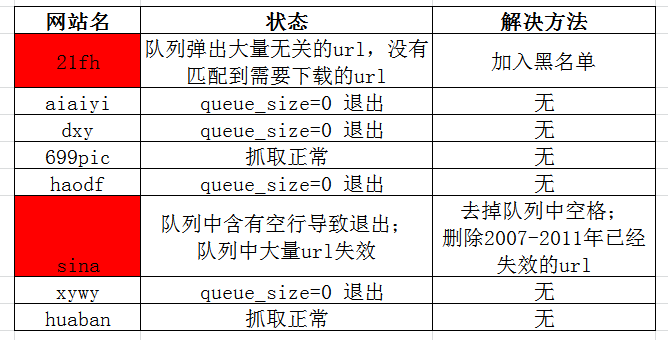 网站名 状态 解决方法
21fh 队列弹出大量无关的url，没有
匹配到需要下载的url 加入黑名单
aiaiyi queue_size=0 退出 无
dxy queue_size=0 退出 无
699pic 抓取正常 无
haodf queue_size=0 退出 无
sina 队列中含有空行导致退出；
队列中大量url失效 去掉队列中空格；
删除2007-2011年已经
失效的url
xywy queue_size=0 退出 无
huaban 抓取正常 无